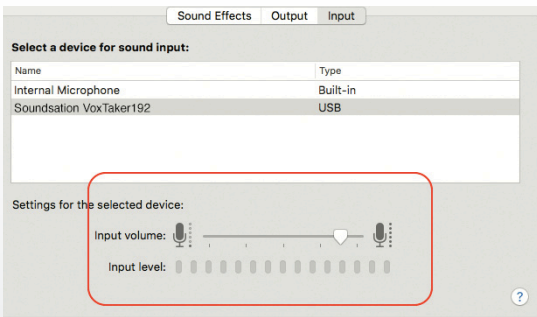 Sound Effects Output Input
Select a device for sound input:
Name Type
Internal Microphone Built-in
Soundsation VoxTaker192 USB
Settings for the selected device:
Input volume:
Input level:
?